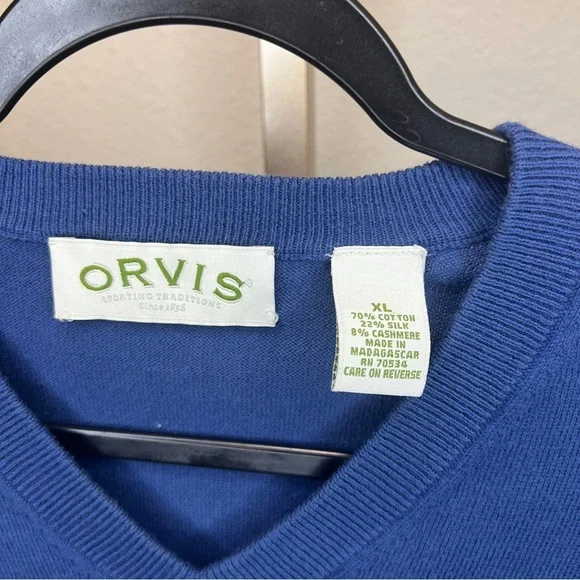 ORVIS®
SPORTING TRADITIONS
Since 1856
XL
70% COTTON
22% SILK
8% CASHMERE
MADE IN
MADAGASCAR
RN 70534
CARE ON REVERSE